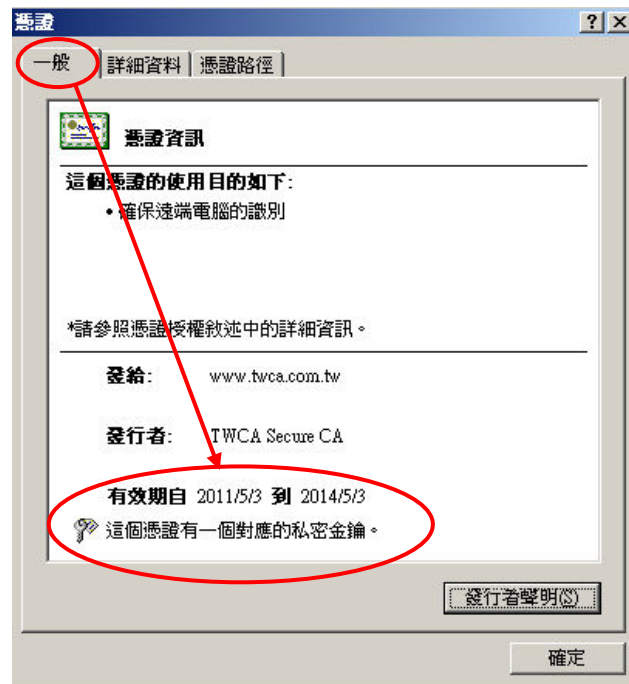 憑證
一般
詳細資料
憑證路徑
憑證資訊
這個憑證的使用目的如下:
•確保遠端電腦的識別
*請參照憑證授權敘述中的詳細資訊。
發給: www.twca.com.tw
發行者: TWCA Secure CA
有效期自 2011/5/3 到 2014/5/3
這個憑證有一個對應的私密金鑰。
發行者聲明(S)
確定